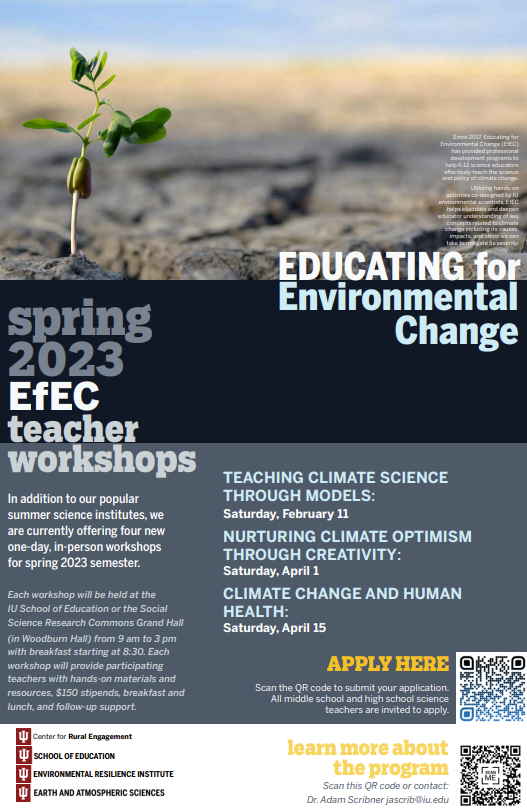 Since 2017, Educating for
Environmental Change (EfEC)
has provided professional
development programs to
help K-12 science educators
effectively teach the science
and policy of climate change.
Utilizing hands-on
activities co-designed by IU
environmental scientists, EfEC
helps elucidate and deepen
educator understanding of key
concepts related to climate
change including its causes,
impacts, and steps we can
take to mitigate its severity.
EDUCATING for
Environmental
Change
spring
2023
EfEC
teacher
workshops
In addition to our popular
summer science institutes, we
are currently offering four new
one-day, in-person workshops
for spring 2023 semester.
Each workshop will be held at the
IU School of Education or the Social
Science Research Commons Grand Hall
(in Woodburn Hall) from 9 am to 3 pm
with breakfast starting at 8:30. Each
workshop will provide participating
teachers with hands-on materials and
resources, $150 stipends, breakfast and
lunch, and follow-up support.
TEACHING CLIMATE SCIENCE
THROUGH MODELS:
Saturday, February 11
NURTURING CLIMATE OPTIMISM
THROUGH CREATIVITY:
Saturday, April 1
CLIMATE CHANGE AND HUMAN
HEALTH:
Saturday, April 15
APPLY HERE
Scan the QR code to submit your application.
All middle school and high school science
teachers are invited to apply.
Center for Rural Engagement
SCHOOL OF EDUCATION
ENVIRONMENTAL RESILIENCE INSTITUTE
EARTH AND ATMOSPHERIC SCIENCES
learn more about
the program
Scan this QR code or contact:
Dr. Adam Scribner jascrib@iu.edu
SCAN
ME